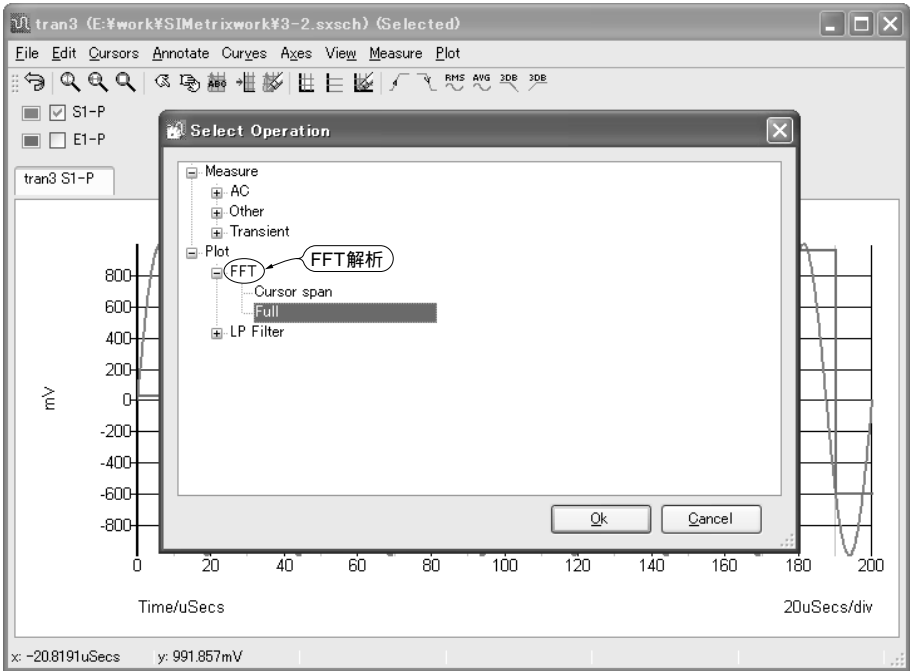 tran3 (E:¥work¥SIMetrixwork¥3-2.sxsch) (Selected)
File Edit Cursors Annotate Curves Axes View Measure Plot
ABC RMS AVG 3DB 3DB
S1-P
E1-P
tran3 S1-P
Select Operation
Measure
AC
Other
Transient
Plot
FFT
FFT解析
Cursor span
Full
LP Filter
Ok Cancel
800
600
400
200
0
-200
-400
-600
-800
mV
0 20 40 60 80 100 120 140 160 180 200
Time/uSecs 20uSecs/div
x: -20.8191uSecs y: 991.857mV